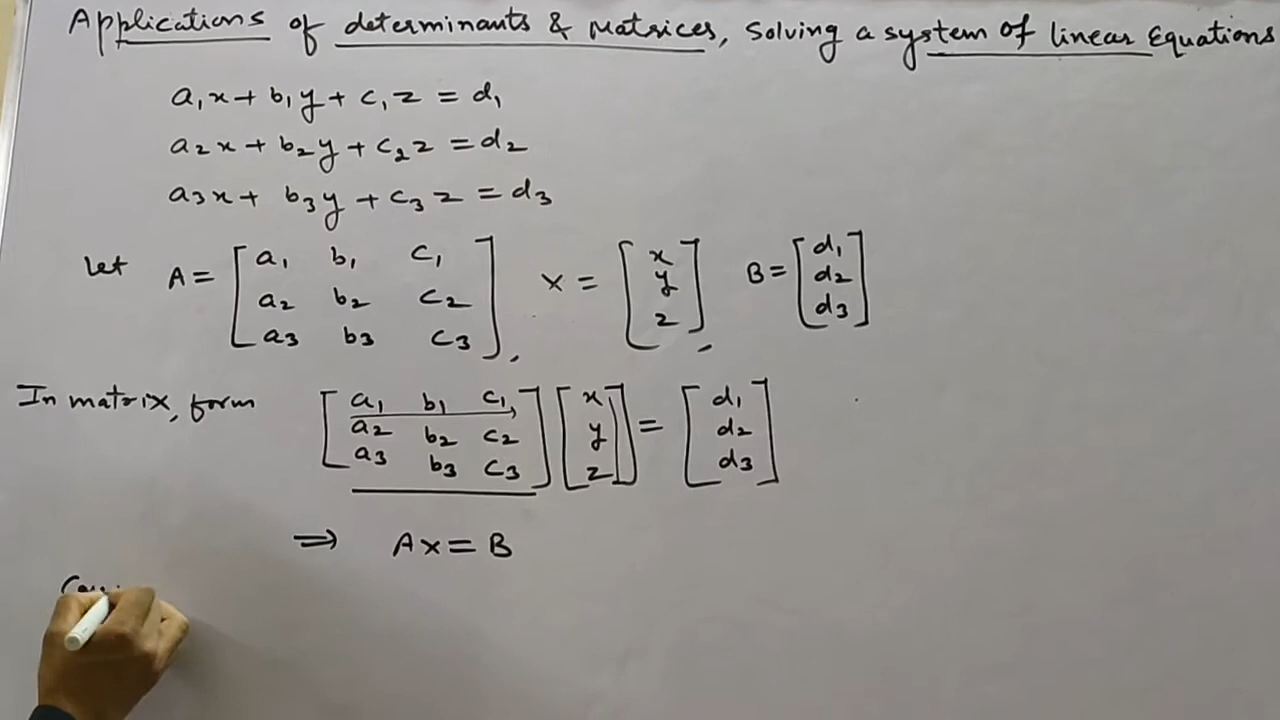 Applications of determinants & Matrices, Solving a system of linear Equations
a₁x + b₁y + c₁z = d₁
a₂x + b₂y + c₂z = d₂
a₃x + b₃y + c₃z = d₃
Let A = [a₁ b₁ c₁ X = [x B = [d₁
a₂ b₂ c₂ y d₂
a₃ b₃ c₃], z], d₃]
In matrix, form [a₁ b₁ c₁] [x] = [d₁]
a₂ b₂ c₂ y d₂
a₃ b₃ c₃ z d₃
⇒ AX = B